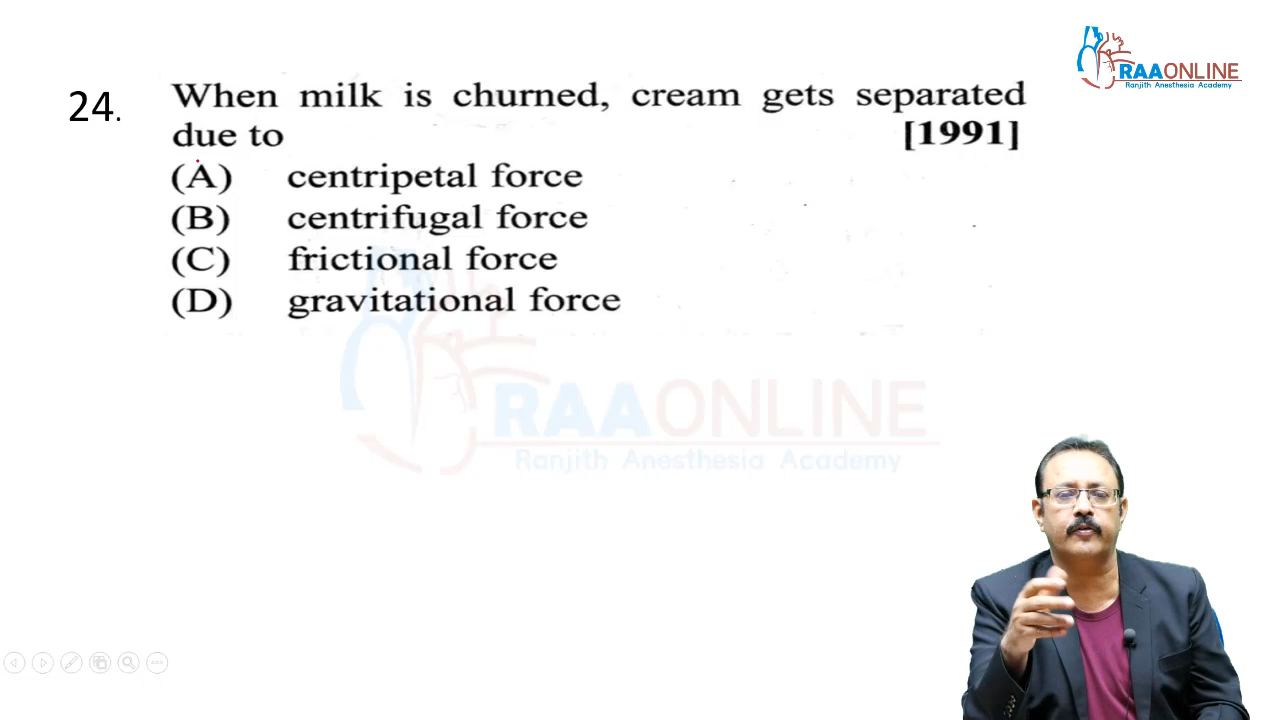 RAAONLINE
Ranjith Anesthesia Academy
24. When milk is churned, cream gets separated
due to [1991]
(A) centripetal force
(B) centrifugal force
(C) frictional force
(D) gravitational force
RAAONLINE
Ranjith Anesthesia Academy